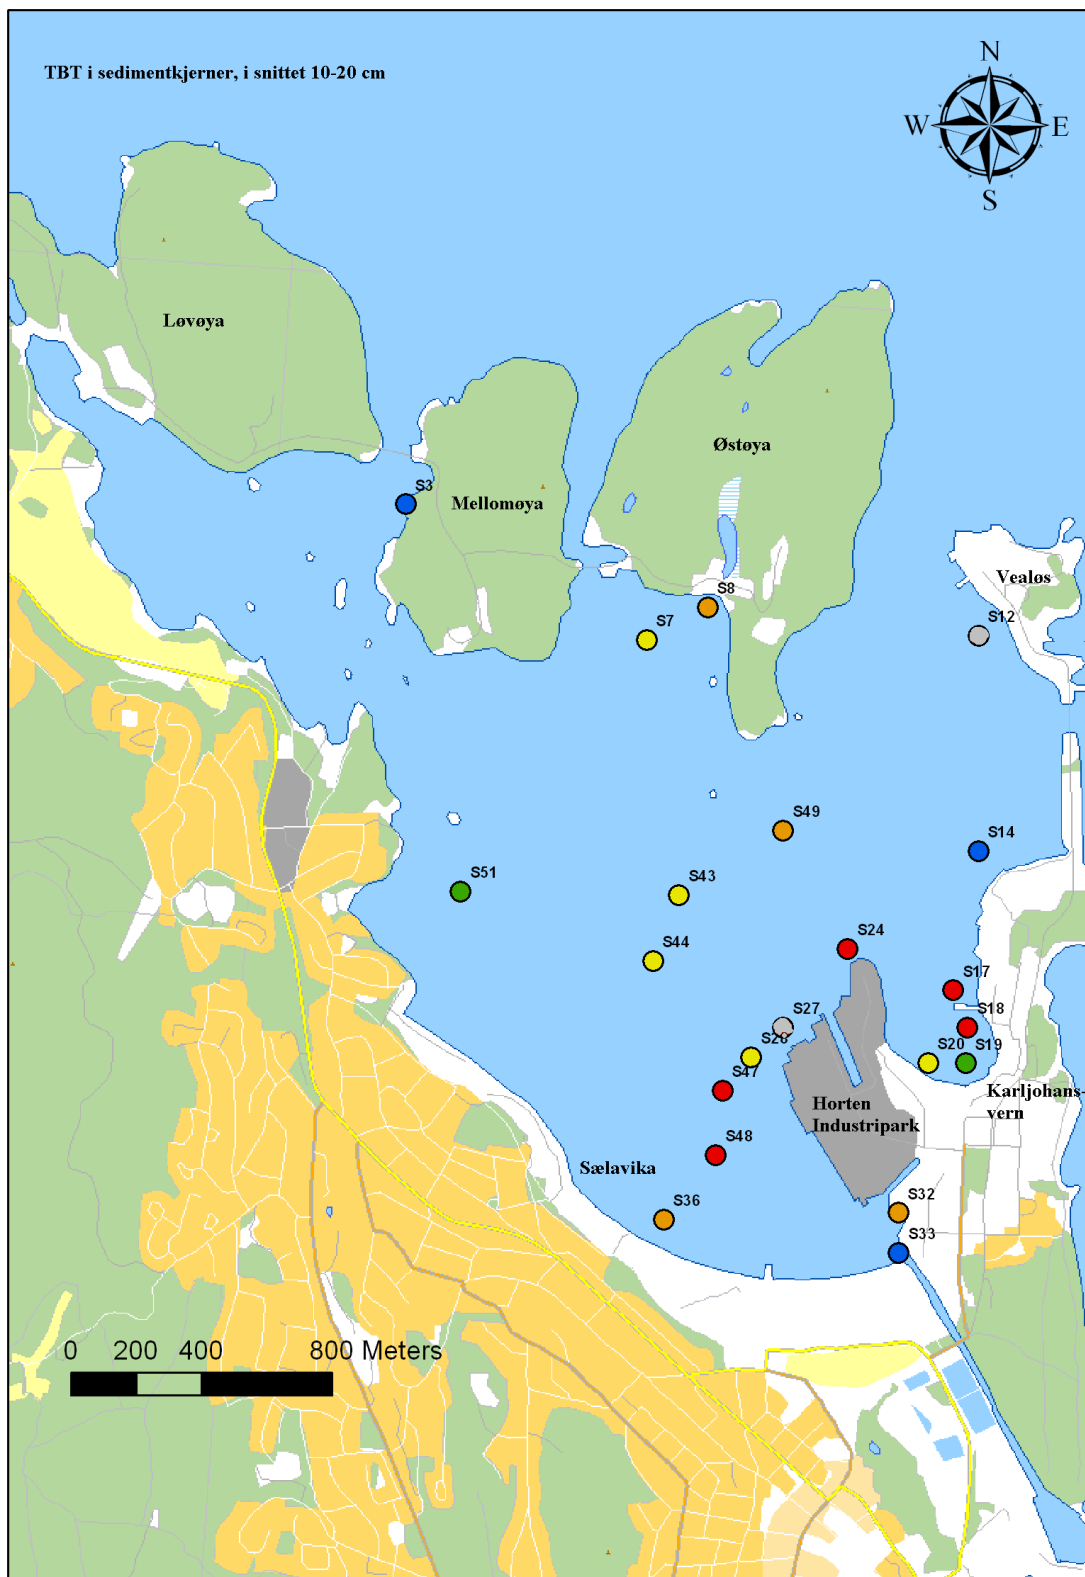 TBT i sedimentkjerner, i snittet 10-20 cm
N
W E
S
Løvøya
Østøya
S3
Mellomøya
Vealøs
S8
S7
S12
S49
S14
S51
S43
S24
S44
S17
S27
S18
S28
S20
S19
S47
Karljohans-
vern
Horten
Industripark
S48
Sælavika
S36
S32
S33
0 200 400 800 Meters